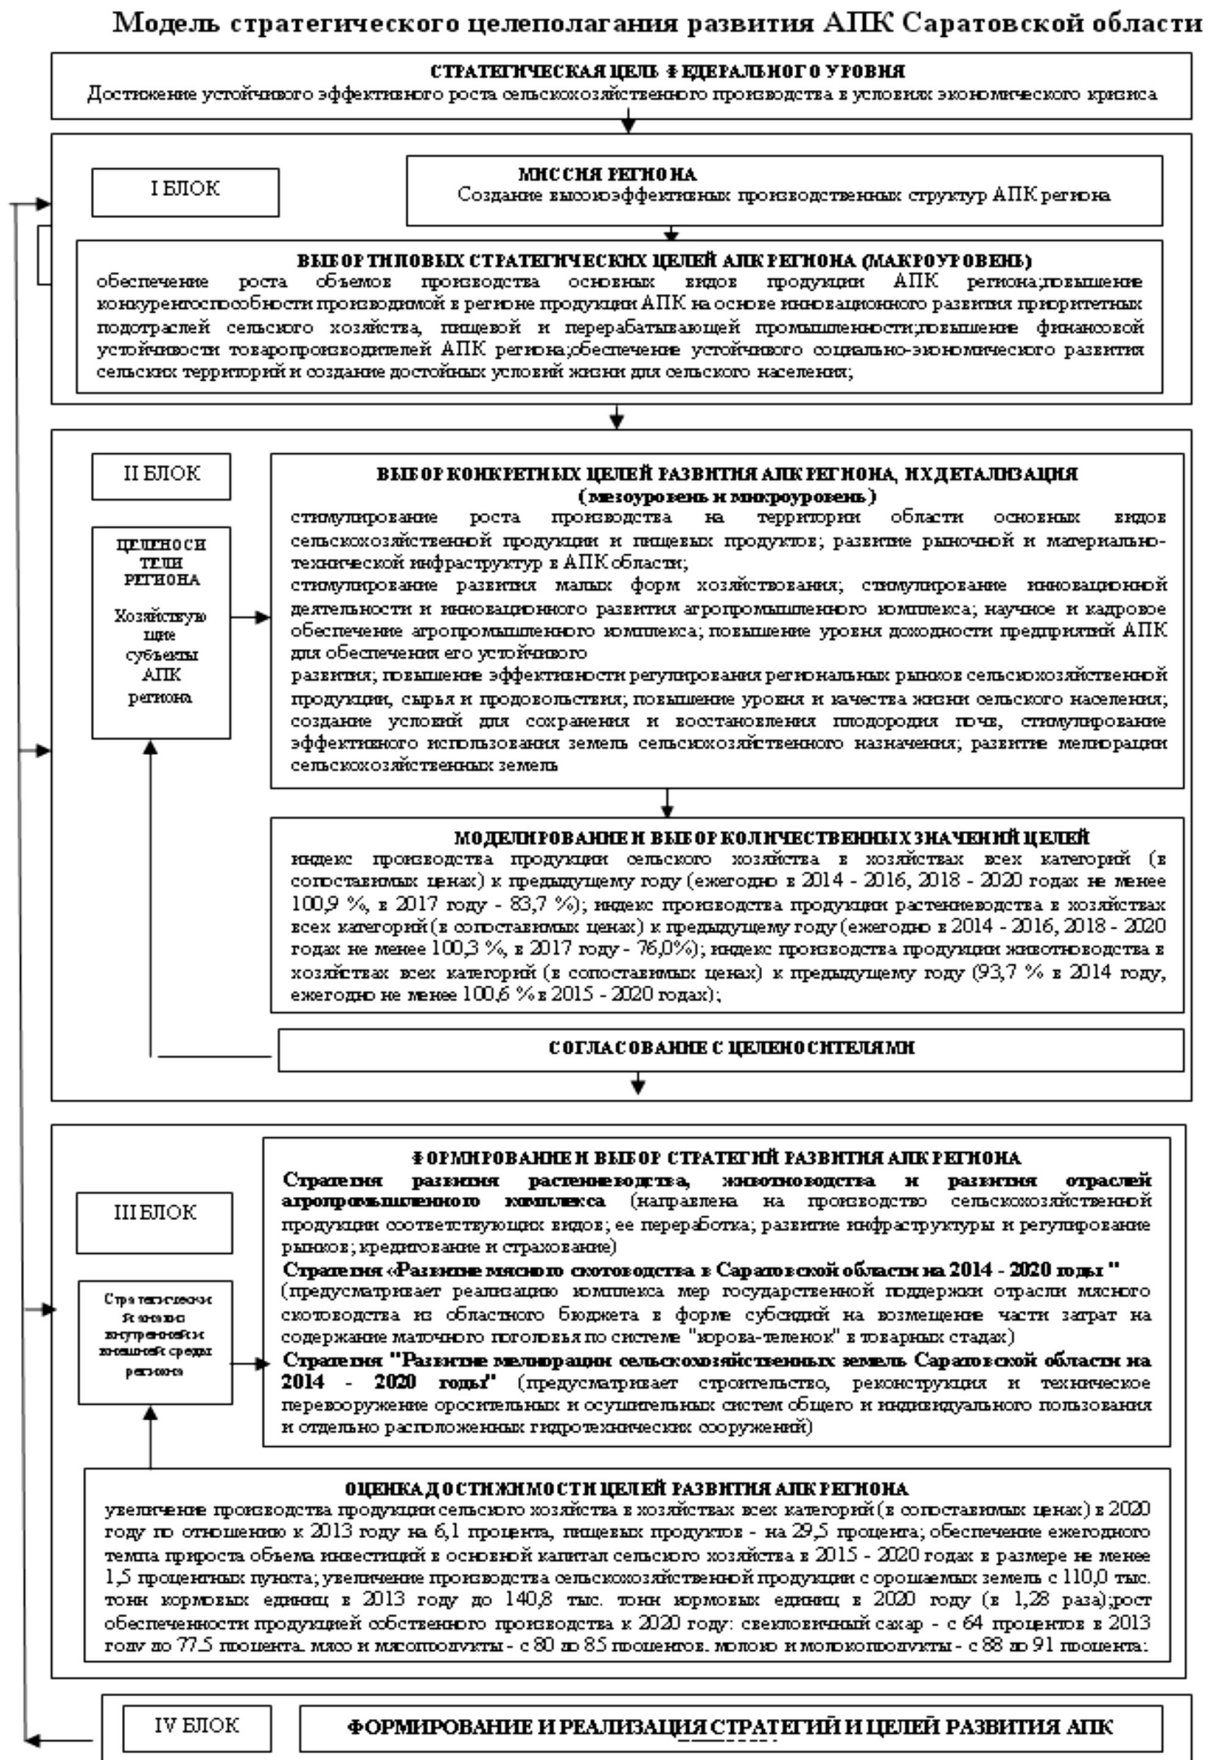 Модель стратегического целеполагания развития АПК Саратовской области
СТРАТЕГИЧЕСКАЯ ЦЕЛЬ ФЕДЕРАЛЬНОГО УРОВНЯ
Достижение устойчивого эффективного роста сельскохозяйственного производства в условиях экономического кризиса
I БЛОК
МИССИЯ РЕГИОНА
Создание высокоэффективных производственных структур АПК региона
ВЫБОР ТИПОВЫХ СТРАТЕГИЧЕСКИХ ЦЕЛЕЙ АПК РЕГИОНА (МАКРОУРОВЕНЬ)
обеспечение роста объемов производства основных видов продукции АПК региона;повышение
конкурентоспособности производимой в регионе продукции АПК на основе инновационного развития приоритетных
подотраслей сельского хозяйства, пищевой и перерабатывающей промышленности;повышение финансовой
устойчивости товаропроизводителей АПК региона;обеспечение устойчивого социально-экономического развития
сельских территорий и создание достойных условий жизни для сельского населения;
II БЛОК
ЦЕЛЕНОСИ
ТЕЛИ
РЕГИОНА
Хозяйствую
щие
субъекты
АПК
региона
ВЫБОР КОНКРЕТНЫХ ЦЕЛЕЙ РАЗВИТИЯ АПК РЕГИОНА, ИХ ДЕТАЛИЗАЦИЯ
(мезоуровень и микроуровень)
стимулирование роста производства на территории области основных видов
сельскохозяйственной продукции и пищевых продуктов; развитие рыночной и материально-
технической инфраструктур в АПК области;
стимулирование развития малых форм хозяйствования; стимулирование инновационной
деятельности и инновационного развития агропромышленного комплекса; научное и кадровое
обеспечение агропромышленного комплекса; повышение уровня доходности предприятий АПК
для обеспечения его устойчивого
развития; повышение эффективности регулирования региональных рынков сельскохозяйственной
продукции, сырья и продовольствия; повышение уровня и качества жизни сельского населения;
создание условий для сохранения и восстановления плодородия почв, стимулирование
эффективного использования земель сельскохозяйственного назначения; развитие мелиорации
сельскохозяйственных земель
МОДЕЛИРОВАНИЕ И ВЫБОР КОЛИЧЕСТВЕННЫХ ЗНАЧЕНИЙ ЦЕЛЕЙ
индекс производства продукции сельского хозяйства в хозяйствах всех категорий (в
сопоставимых ценах) к предыдущему году (ежегодно в 2014 - 2016, 2018 - 2020 годах не менее
100,9 %, в 2017 году - 83,7 %); индекс производства продукции растениеводства в хозяйствах
всех категорий (в сопоставимых ценах) к предыдущему году (ежегодно в 2014 - 2016, 2018 - 2020
годах не менее 100,3 %, в 2017 году - 76,0%); индекс производства продукции животноводства в
хозяйствах всех категорий (в сопоставимых ценах) к предыдущему году (93,7 % в 2014 году,
ежегодно не менее 100,6 % в 2015 - 2020 годах);
СОГЛАСОВАНИЕ С ЦЕЛЕНОСИТЕЛЯМИ
III БЛОК
Стратегически
й анализ
внутренней и
внешней среды
региона
ФОРМИРОВАНИЕ И ВЫБОР СТРАТЕГИЙ РАЗВИТИЯ АПК РЕГИОНА
Стратегия развития растениеводства, животноводства и развития отраслей
агропромышленного комплекса (направлена на производство сельскохозяйственной
продукции соответствующих видов; ее переработка; развитие инфраструктуры и регулирование
рынков; кредитование и страхование)
Стратегия «Развитие мясного скотоводства в Саратовской области на 2014 - 2020 годы "
(предусматривает реализацию комплекса мер государственной поддержки отрасли мясного
скотоводства из областного бюджета в форме субсидий на возмещение части затрат на
содержание маточного поголовья по системе "корова-теленок" в товарных стадах)
Стратегия "Развитие мелиорации сельскохозяйственных земель Саратовской области на
2014 - 2020 годы" (предусматривает строительство, реконструкция и техническое
перевооружение оросительных и осушительных систем общего и индивидуального пользования
и отдельно расположенных гидротехнических сооружений)
ОЦЕНКА ДОСТИЖИМОСТИ ЦЕЛЕЙ РАЗВИТИЯ АПК РЕГИОНА
увеличение производства продукции сельского хозяйства в хозяйствах всех категорий (в сопоставимых ценах) в 2020
году по отношению к 2013 году на 6,1 процента, пищевых продуктов - на 29,5 процента; обеспечение ежегодного
темпа прироста объема инвестиций в основной капитал сельского хозяйства в 2015 - 2020 годах в размере не менее
1,5 процентных пункта; увеличение производства сельскохозяйственной продукции с орошаемых земель с 110,0 тыс.
тонн кормовых единиц в 2013 году до 140,8 тыс. тонн кормовых единиц в 2020 году (в 1,28 раза);рост
обеспеченности продукцией собственного производства к 2020 году: свекловичный сахар - с 64 процентов в 2013
году до 77,5 процента, мясо и мясопродукты - с 80 до 85 процентов, молоко и молокопродукты - с 88 до 91 процента;
IV БЛОК
ФОРМИРОВАНИЕ И РЕАЛИЗАЦИЯ СТРАТЕГИЙ И ЦЕЛЕЙ РАЗВИТИЯ АПК